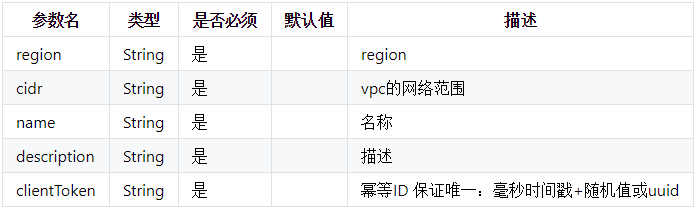 参数名 类型 是否必须 默认值 描述
region String 是 region
cidr String 是 vpc的网络范围
name String 是 名称
description String 是 描述
clientToken String 是 幂等ID 保证唯一：毫秒时间戳+随机值或uuid